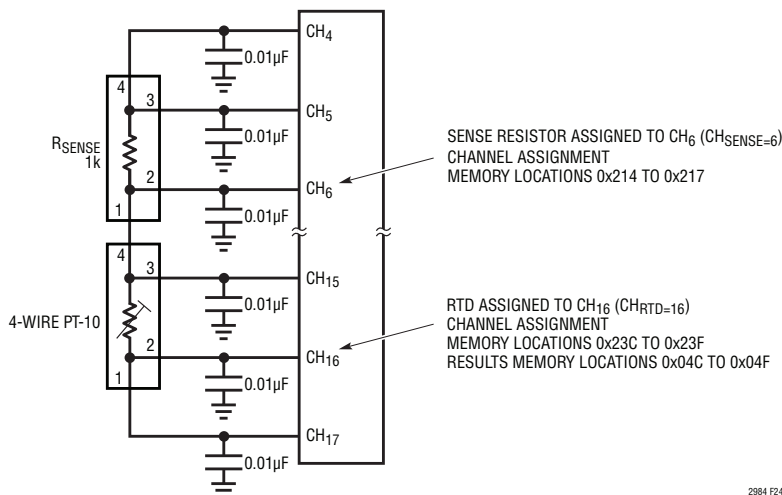 CH4
0.01µF
4
3
CH5
RSENSE
1k
0.01µF
2
CH6
1
0.01µF
SENSE RESISTOR ASSIGNED TO CH6 (CHSENSE=6)
CHANNEL ASSIGNMENT
MEMORY LOCATIONS 0x214 TO 0x217
4
3
CH15
4-WIRE PT-10
0.01µF
2
CH16
1
0.01µF
RTD ASSIGNED TO CH16 (CHRTD=16)
CHANNEL ASSIGNMENT
MEMORY LOCATIONS 0x23C TO 0x23F
RESULTS MEMORY LOCATIONS 0x04C TO 0x04F
CH17
0.01µF
2984 F24